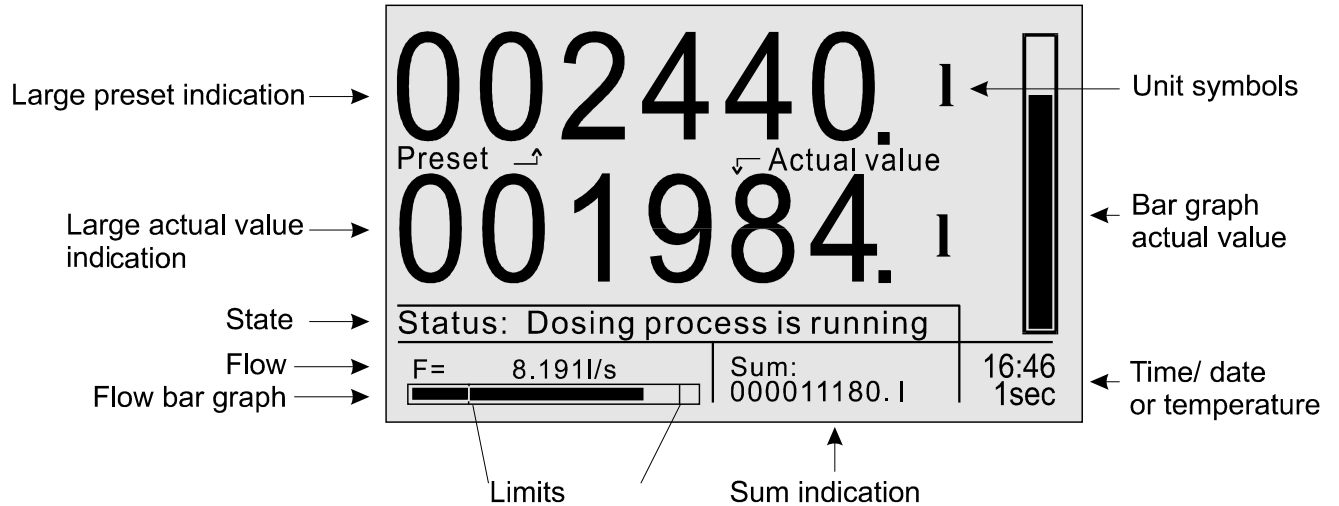 002440. l
Large preset indication
Unit symbols
Preset
Actual value
001984. l
Large actual value
indication
Bar graph
actual value
State
Status: Dosing process is running
Flow
F= 8.191l/s
Sum:
16:46
Flow bar graph
000011180. l
1sec
Time/ date
or temperature
Limits
Sum indication